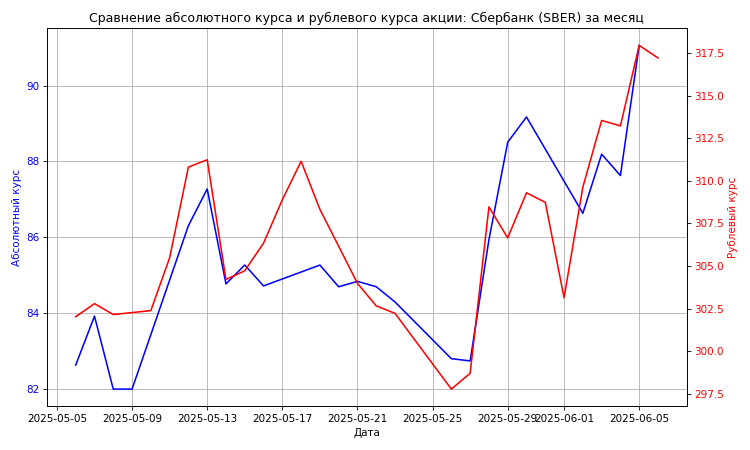 Сравнение абсолютного курса и рублевого курса акции: Сбербанк (SBER) за месяц
Абсолютный курс
90
88
86
84
82
317.5
315.0
312.5
310.0
307.5
305.0
302.5
300.0
297.5
Рублевый курс
2025-05-05 2025-05-09 2025-05-13 2025-05-17 2025-05-21 2025-05-25 2025-05-29 2025-06-01 2025-06-05
Дата